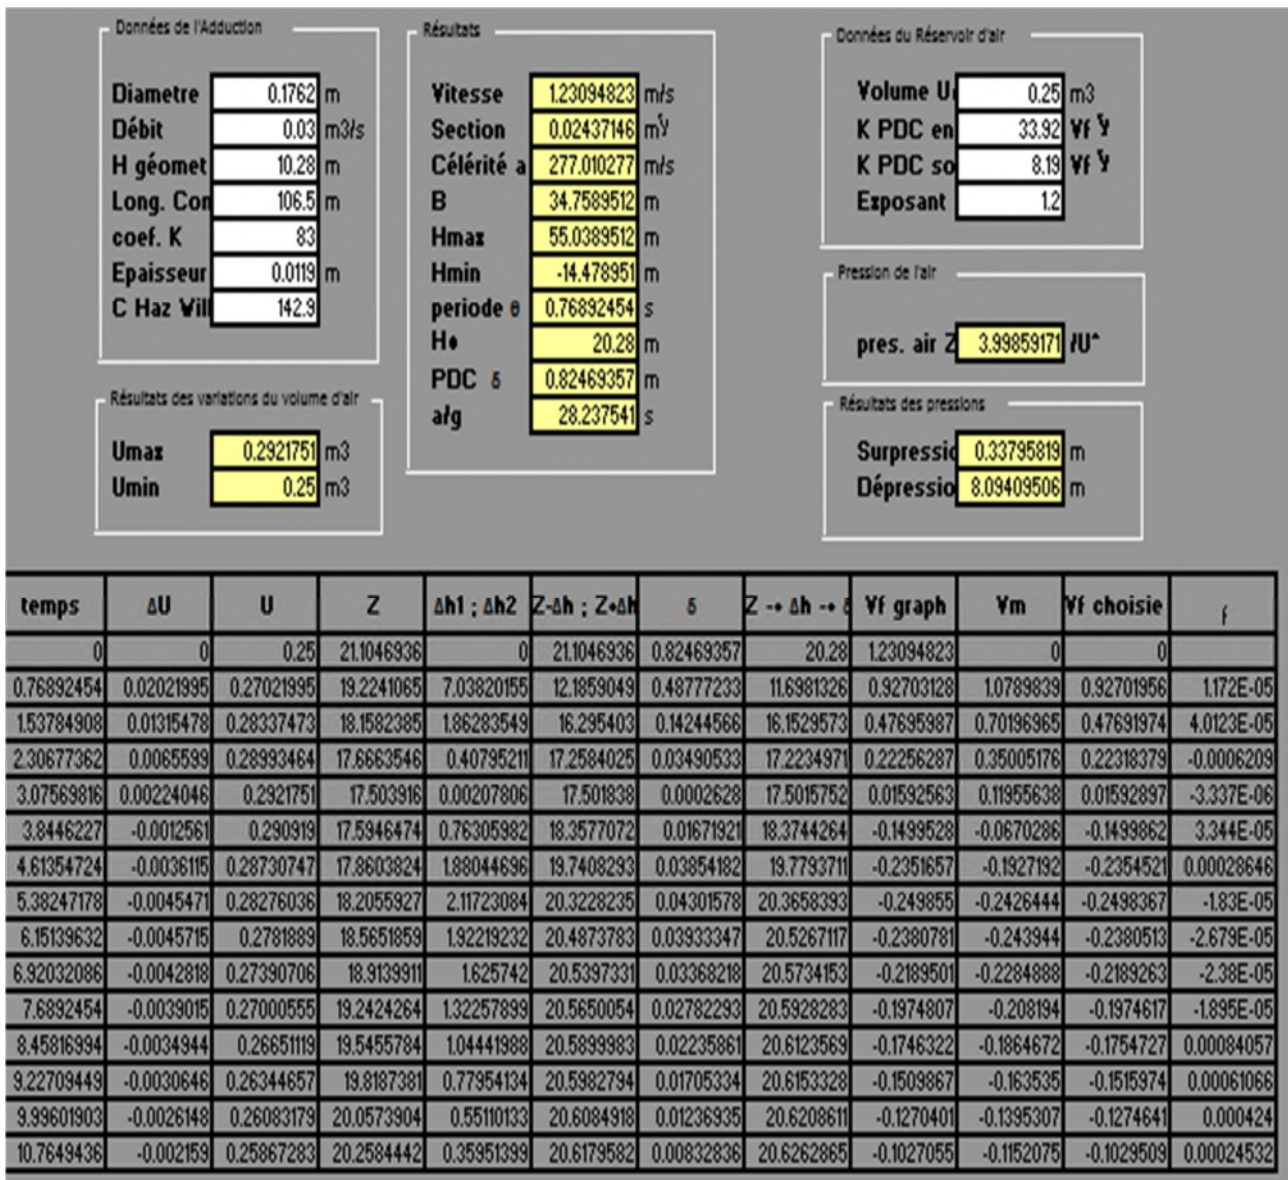 Données de l'Adduction
Diametre 0.1762 m
Débit 0.03 m3/s
H géomet 10.28 m
Long. Con 106.5 m
coef. K 83
Epaisseur 0.0119 m
C Haz Will 142.9
Résultats
Vitesse 1.23094823 m/s
Section 0.02437146
Célérité a 277.010277 m/s
B 34.7589512 m
Hmax 55.0389512 m
Hmin -14.478951 m
periode θ 0.76892454 s
H• 20.28 m
PDC δ 0.82469357 m
a/g 28.237541 s
Données du Réservoir d'air
Volume U 0.25 m3
K PDC en 33.92 Vf
K PDC so 8.19 Vf
Exposant 1.2
Pression de l'air
pres. air Z 3.99859171 /U^
Résultats des variations du volume d'air
Umax 0.2921751 m3
Umin 0.25 m3
Résultats des pressions
Surpressio 0.33795819 m
Dépressio 8.09409506 m
temps ΔU U Z Δh1 ; Δh2 Z-Δh ; Z•Δh δ Z -• Δh -• δ Vf graph Vm Vf choisie f
0 0 0.25 21.1046936 0 21.1046936 0.82469357 20.28 1.23094823 0 0
0.76892454 0.02021995 0.27021995 19.2241065 7.03820155 12.1859049 0.48777233 11.6981326 0.92703128 1.0789839 0.92701956 1.172E-05
1.53784908 0.01315478 0.28337473 18.1582385 1.86283549 16.295403 0.14244566 16.1529573 0.47695987 0.70196965 0.47691974 4.0123E-05
2.30677362 0.0065599 0.28993464 17.6663546 0.40795211 17.2584025 0.03490533 17.2234971 0.22256287 0.35005176 0.22318379 -0.0006209
3.07569816 0.00224046 0.2921751 17.503916 0.00207806 17.501838 0.0002628 17.5015752 0.01592563 0.11955638 0.01592897 -3.337E-06
3.8446227 -0.0012561 0.290919 17.5946474 0.76305982 18.3577072 0.01671921 18.3744264 -0.1499528 -0.0670286 -0.1499862 3.344E-05
4.61354724 -0.0036115 0.28730747 17.8603824 1.88044696 19.7408293 0.03854182 19.7793711 -0.2351657 -0.1927192 -0.2354521 0.00028646
5.38247178 -0.0045471 0.28276036 18.2055927 2.11723084 20.3228235 0.04301578 20.3658393 -0.249855 -0.2426444 -0.2498367 -1.83E-05
6.15139632 -0.0045715 0.2781889 18.5651859 1.92219232 20.4873783 0.03933347 20.5267117 -0.2380781 -0.243944 -0.2380513 -2.679E-05
6.92032086 -0.0042818 0.27390706 18.9139911 1.625742 20.5397331 0.03368218 20.5734153 -0.2189501 -0.2284888 -0.2189263 -2.38E-05
7.6892454 -0.0039015 0.27000555 19.2424264 1.32257899 20.5650054 0.02782293 20.5928283 -0.1974807 -0.208194 -0.1974617 -1.895E-05
8.45816994 -0.0034944 0.26651119 19.5455784 1.04441988 20.5899983 0.02235861 20.6123569 -0.1746322 -0.1864672 -0.1754727 0.00084057
9.22709449 -0.0030646 0.26344657 19.8187381 0.77954134 20.5982794 0.01705334 20.6153328 -0.1509867 -0.163535 -0.1515974 0.00061066
9.99601903 -0.0026148 0.26083179 20.0573904 0.55110133 20.6084918 0.01236935 20.6208611 -0.1270401 -0.1395307 -0.1274641 0.000424
10.7649436 -0.002159 0.25867283 20.2584442 0.35951399 20.6179582 0.00832836 20.6262865 -0.1027055 -0.1152075 -0.1029509 0.00024532